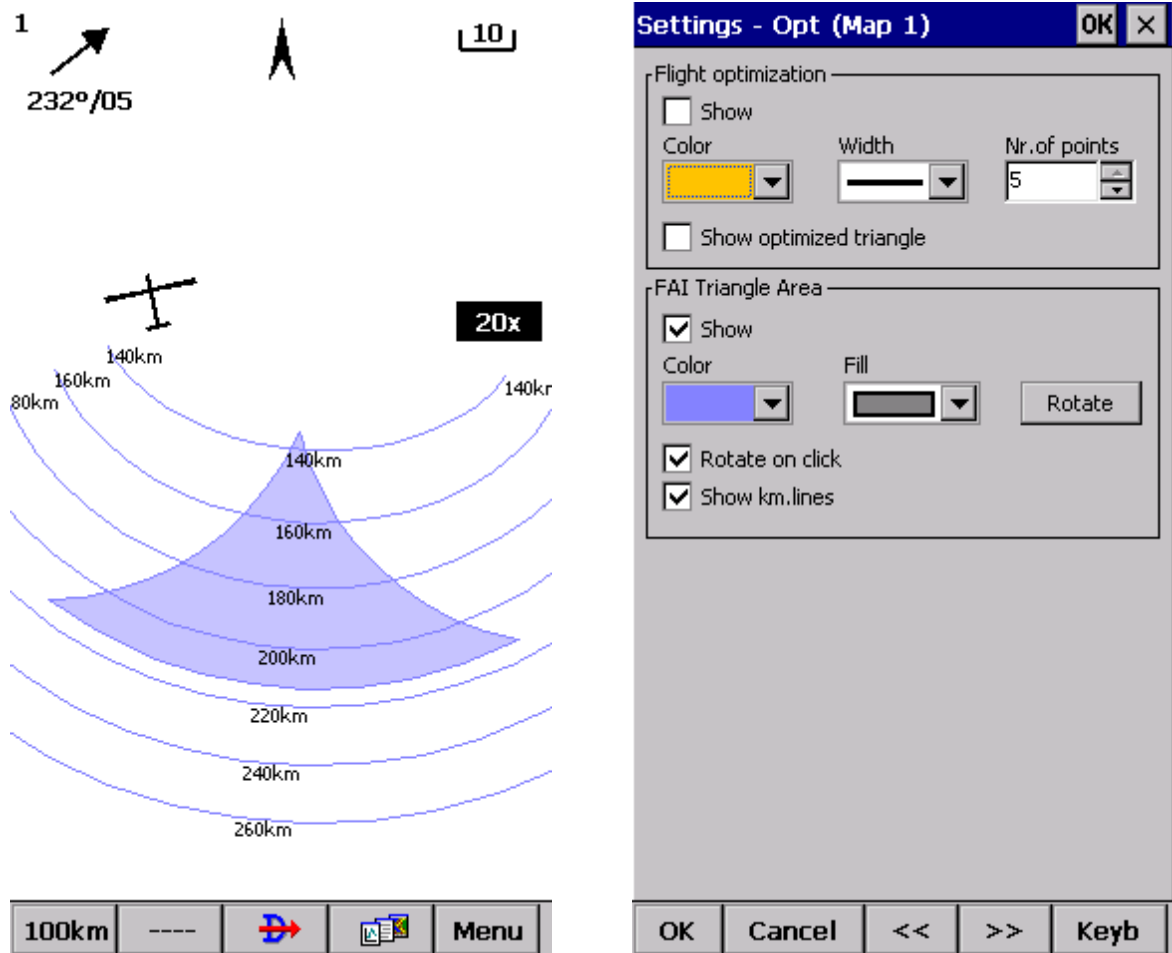 1
10
232º/05
20x
140km
160km
80km
140kr
140km
160km
180km
200km
220km
240km
260km
100km ---- Menu
Settings - Opt (Map 1) OK
Flight optimization
Show
Color Width Nr.of points
5
Show optimized triangle
FAI Triangle Area
Show
Color Fill
Rotate
Rotate on click
Show km.lines
OK Cancel << >> Keyb